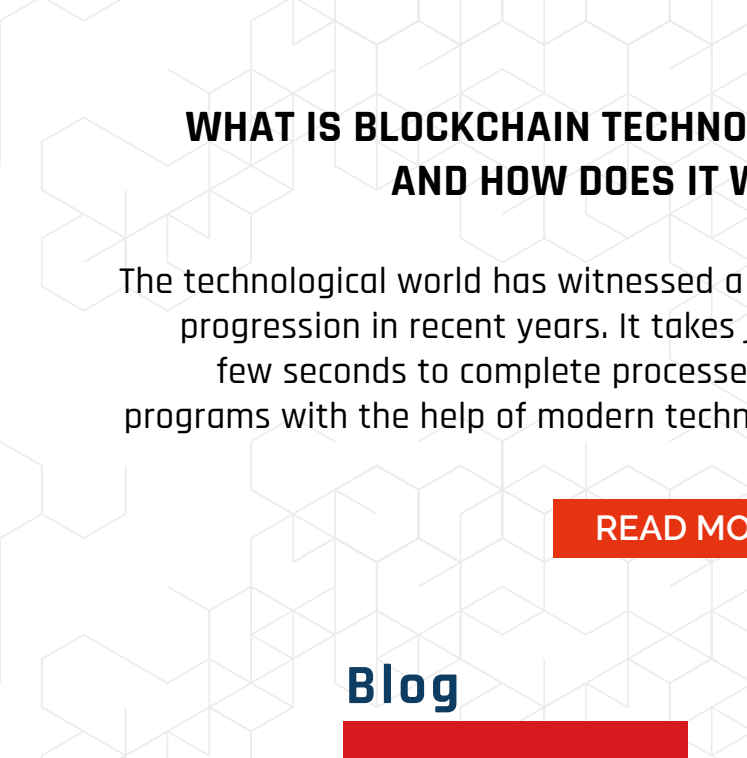 WHAT IS BLOCKCHAIN TECHNO
AND HOW DOES IT W
The technological world has witnessed a
progression in recent years. It takes j
few seconds to complete processe
programs with the help of modern techn
READ MO
Blog